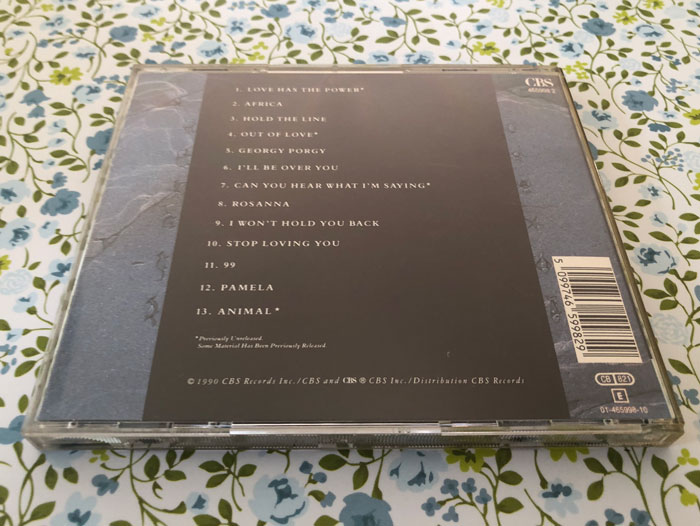 CBS
465998 2
1. LOVE HAS THE POWER*
2. AFRICA
3. HOLD THE LINE
4. OUT OF LOVE*
5. GEORGY PORGY
6. I'LL BE OVER YOU
7. CAN YOU HEAR WHAT I'M SAYING*
8. ROSANNA
9. I WON'T HOLD YOU BACK
10. STOP LOVING YOU
11. 99
12. PAMELA
13. ANIMAL*
*Previously Unreleased.
Some Material Has Been Previously Released.
© 1990 CBS Records Inc./CBS and CBS ® CBS Inc./Distribution CBS Records
5 099746 599829
CB 821
E
01-465998-10